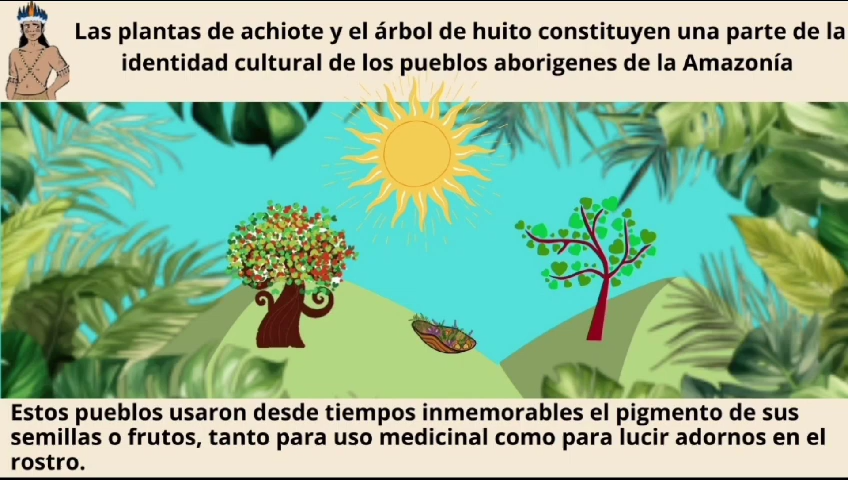 Las plantas de achiote y el árbol de huito constituyen una parte de la
identidad cultural de los pueblos aborigenes de la Amazonía
Estos pueblos usaron desde tiempos inmemorables el pigmento de sus
semillas o frutos, tanto para uso medicinal como para lucir adornos en el
rostro.